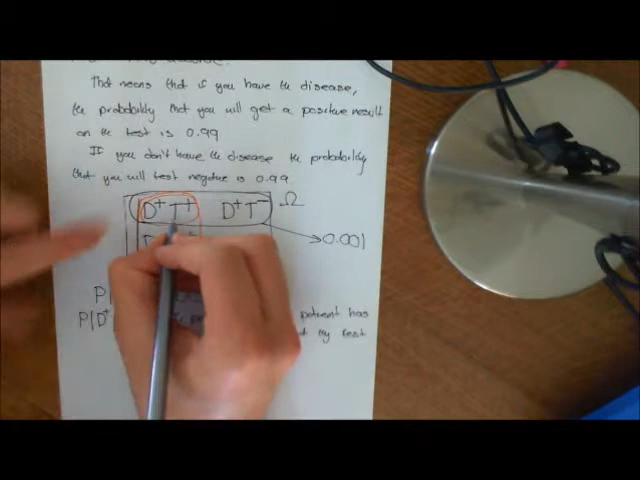 That means that if you have the disease,
the probability that you will get a positive result
on the test is 0.99
If you don't have the disease the probability
that you will test negative is 0.99
D⁺ T⁺ D⁺ T⁻ Ω
0.001
P(
P(D⁺ patient has
test